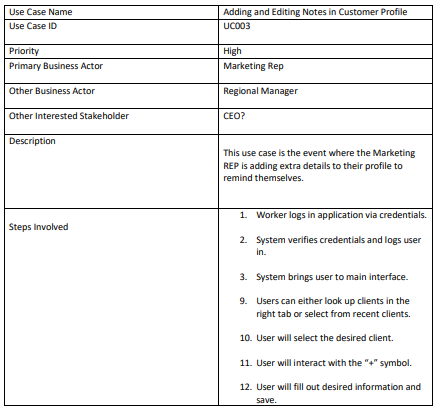 Use Case Name Adding and Editing Notes in Customer Profile
Use Case ID UC003
Priority High
Primary Business Actor Marketing Rep
Other Business Actor Regional Manager
Other Interested Stakeholder CEO?
Description
This use case is the event where the Marketing
REP is adding extra details to their profile to
remind themselves.
Steps Involved
1. Worker logs in application via credentials.
2. System verifies credentials and logs user
in.
3. System brings user to main interface.
9. Users can either look up clients in the
right tab or select from recent clients.
10. User will select the desired client.
11. User will interact with the “+” symbol.
12. User will fill out desired information and
save.